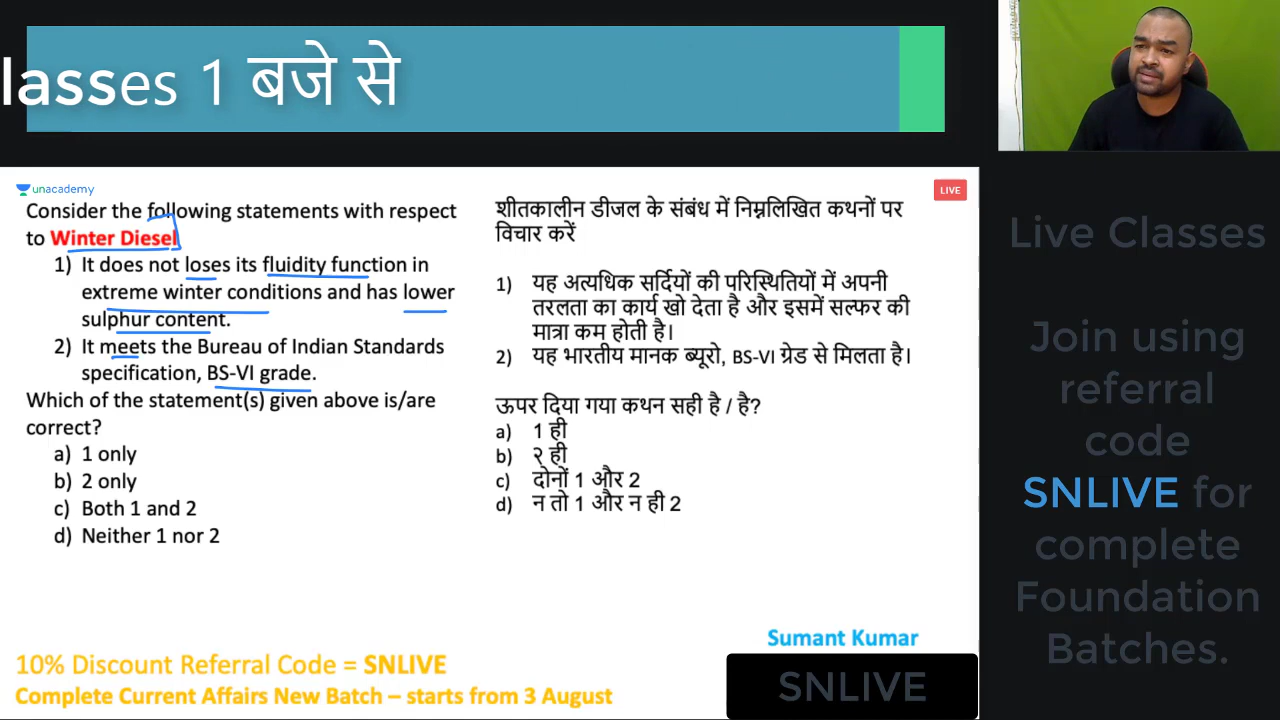 lasses 1 बजे से
unacademy
LIVE
Consider the following statements with respect
to Winter Diesel
1) It does not loses its fluidity function in
extreme winter conditions and has lower
sulphur content.
2) It meets the Bureau of Indian Standards
specification, BS-VI grade.
Which of the statement(s) given above is/are
correct?
a) 1 only
b) 2 only
c) Both 1 and 2
d) Neither 1 nor 2
शीतकालीन डीजल के संबंध में निम्नलिखित कथनों पर
विचार करें
1) यह अत्यधिक सर्दियों की परिस्थितियों में अपनी
तरलता का कार्य खो देता है और इसमें सल्फर की
मात्रा कम होती है।
2) यह भारतीय मानक ब्यूरो, BS-VI ग्रेड से मिलता है।
ऊपर दिया गया कथन सही है / है?
a) 1 ही
b) २ ही
c) दोनों 1 और 2
d) न तो 1 और न ही 2
Sumant Kumar
10% Discount Referral Code = SNLIVE
Complete Current Affairs New Batch – starts from 3 August
SNLIVE
Live Classes
Join using
referral
code
SNLIVE for
complete
Foundation
Batches.